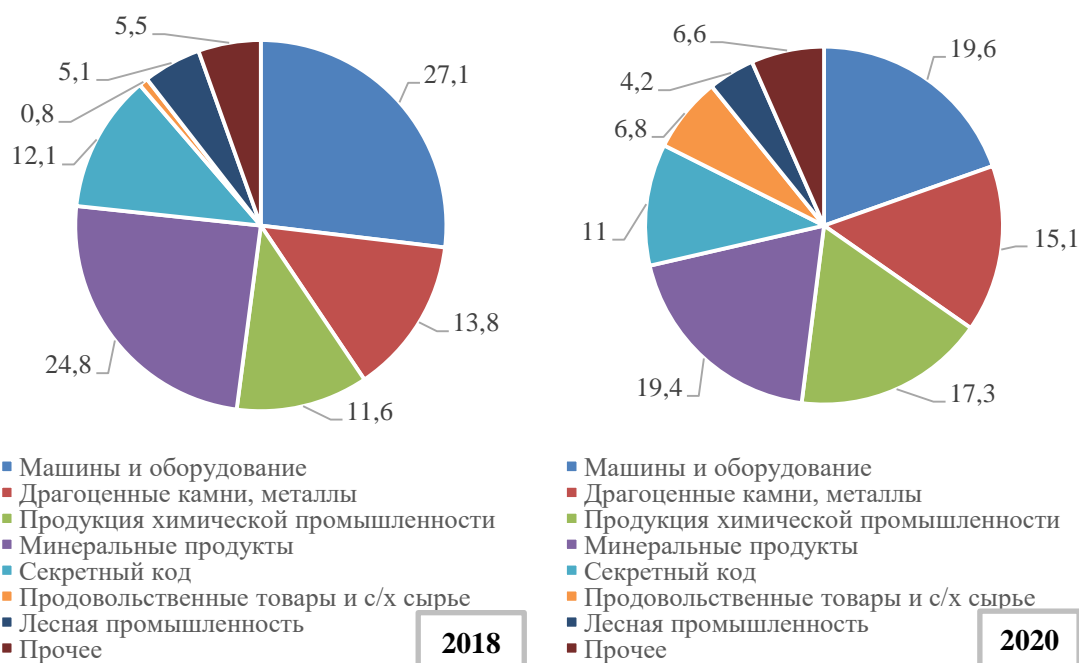 5,5
5,1
0,8
12,1
27,1
13,8
24,8
11,6
Машины и оборудование
Драгоценные камни, металлы
Продукция химической промышленности
Минеральные продукты
Секретный код
Продовольственные товары и с/х сырье
Лесная промышленность
Прочее
2018
6,6
4,2
6,8
11
19,6
15,1
19,4
17,3
Машины и оборудование
Драгоценные камни, металлы
Продукция химической промышленности
Минеральные продукты
Секретный код
Продовольственные товары и с/х сырье
Лесная промышленность
Прочее
2020